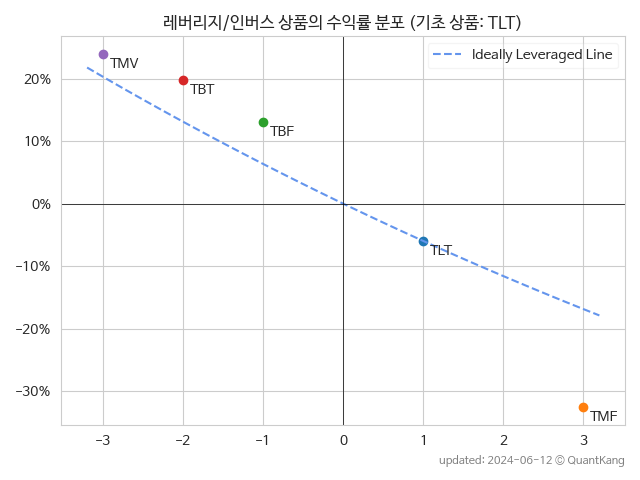 레버리지/인버스 상품의 수익률 분포 (기초 상품: TLT)
Ideally Leveraged Line
TMV
TBT
TBF
TLT
TMF
20%
10%
0%
−10%
−20%
−30%
−3 −2 −1 0 1 2 3
updated: 2024-06-12 © QuantKang